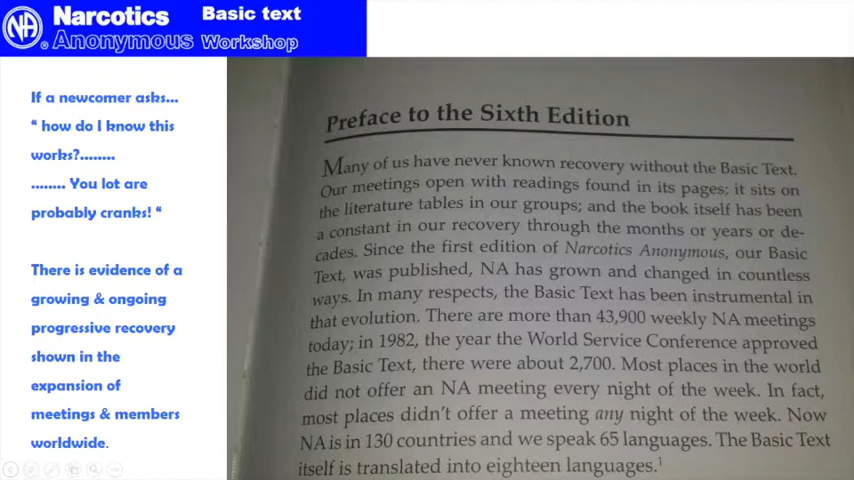 NA
®
Narcotics
Anonymous
Basic text
Workshop
If a newcomer asks...
“ how do I know this
works?........
........ You lot are
probably cranks! “
There is evidence of a
growing & ongoing
progressive recovery
shown in the
expansion of
meetings & members
worldwide.
Preface to the Sixth Edition
Many of us have never known recovery without the Basic Text.
Our meetings open with readings found in its pages; it sits on
the literature tables in our groups; and the book itself has been
a constant in our recovery through the months or years or de-
cades. Since the first edition of Narcotics Anonymous, our Basic
Text, was published, NA has grown and changed in countless
ways. In many respects, the Basic Text has been instrumental in
that evolution. There are more than 43,900 weekly NA meetings
today; in 1982, the year the World Service Conference approved
the Basic Text, there were about 2,700. Most places in the world
did not offer an NA meeting every night of the week. In fact,
most places didn’t offer a meeting any night of the week. Now
NA is in 130 countries and we speak 65 languages. The Basic Text
itself is translated into eighteen languages.¹